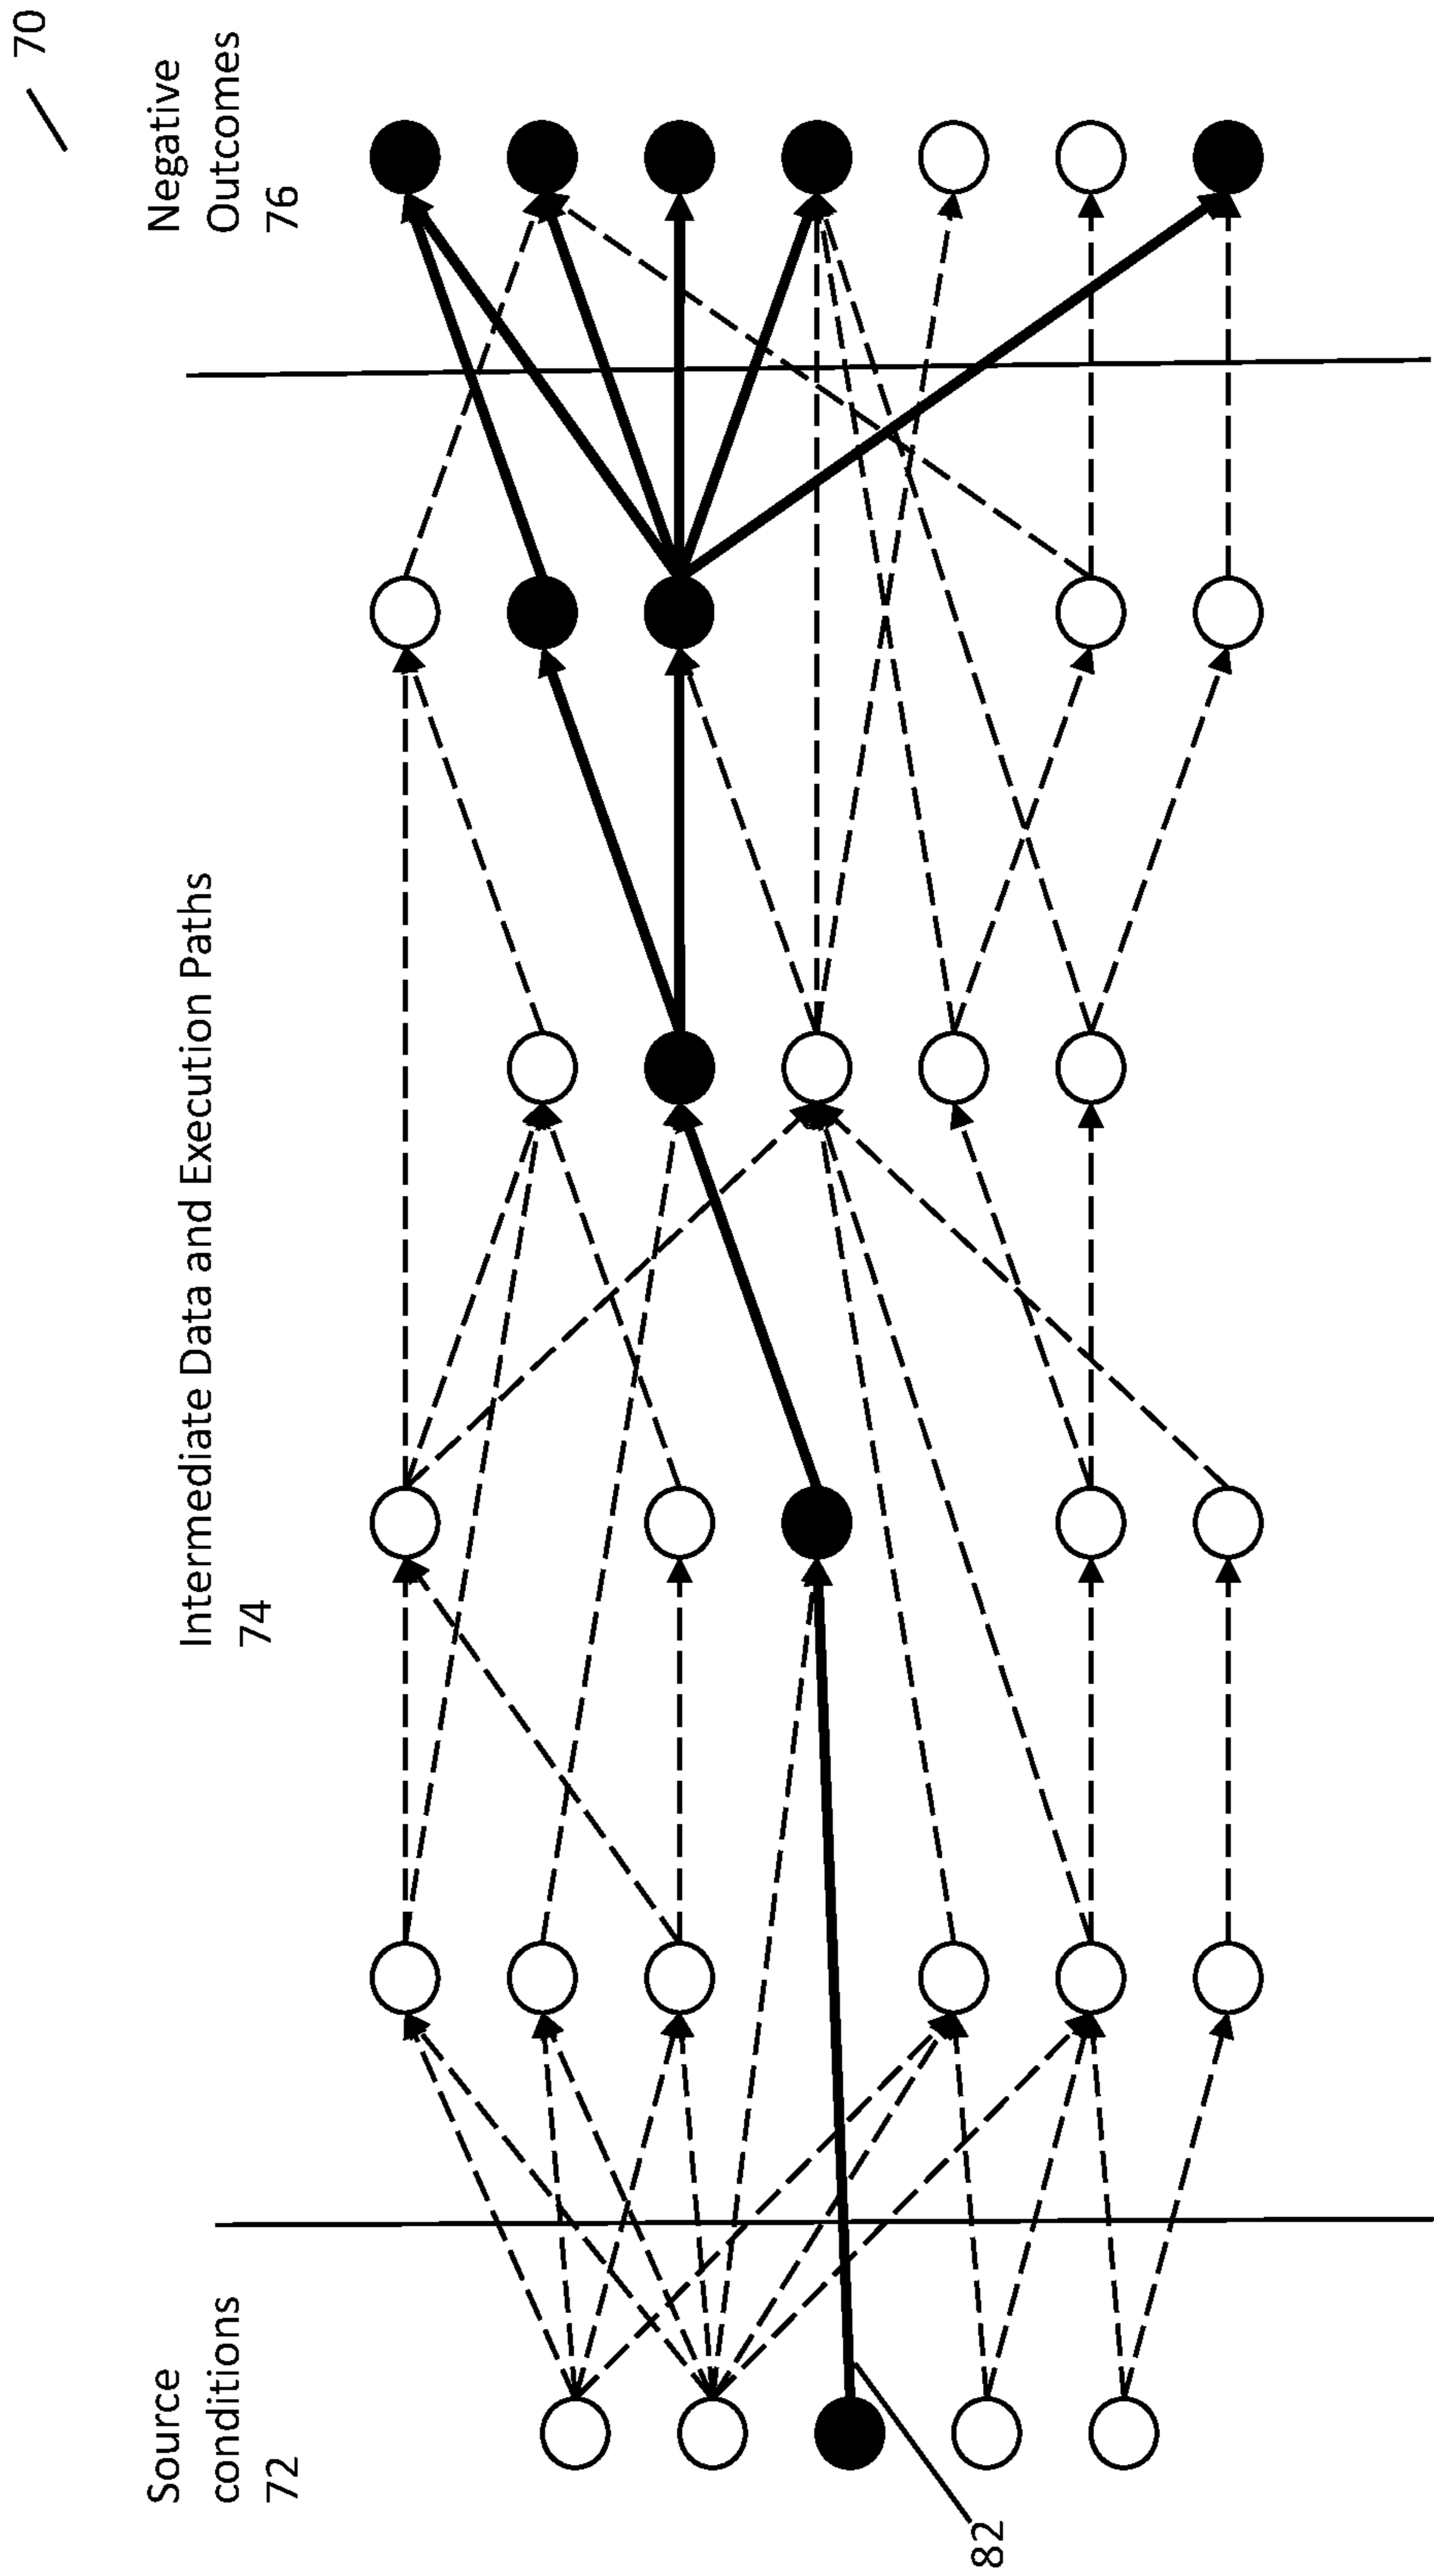 70
Source
conditions
72
Intermediate Data and Execution Paths
74
Negative
Outcomes
76
82